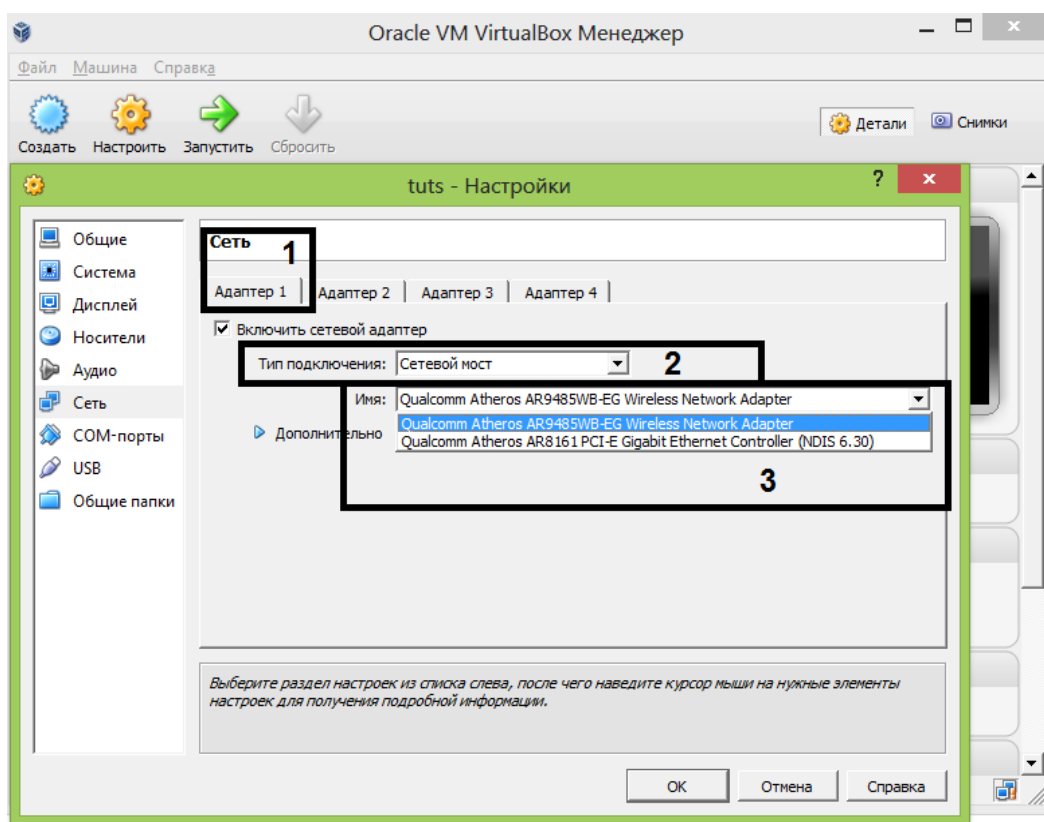 Oracle VM VirtualBox Менеджер
Файл Машина Справка
Создать Настроить Запустить Сбросить
Детали Снимки
tuts - Настройки ?
Общие
Система
Дисплей
Носители
Аудио
Сеть
COM-порты
USB
Общие папки
Сеть 1
Адаптер 1 Адаптер 2 Адаптер 3 Адаптер 4
Включить сетевой адаптер
Тип подключения: Сетевой мост 2
Имя: Qualcomm Atheros AR9485WB-EG Wireless Network Adapter
Qualcomm Atheros AR9485WB-EG Wireless Network Adapter
Дополнительно
Qualcomm Atheros AR8161 PCI-E Gigabit Ethernet Controller (NDIS 6.30)
3
Выберите раздел настроек из списка слева, после чего наведите курсор мыши на нужные элементы
настроек для получения подробной информации.
ОК Отмена Справка